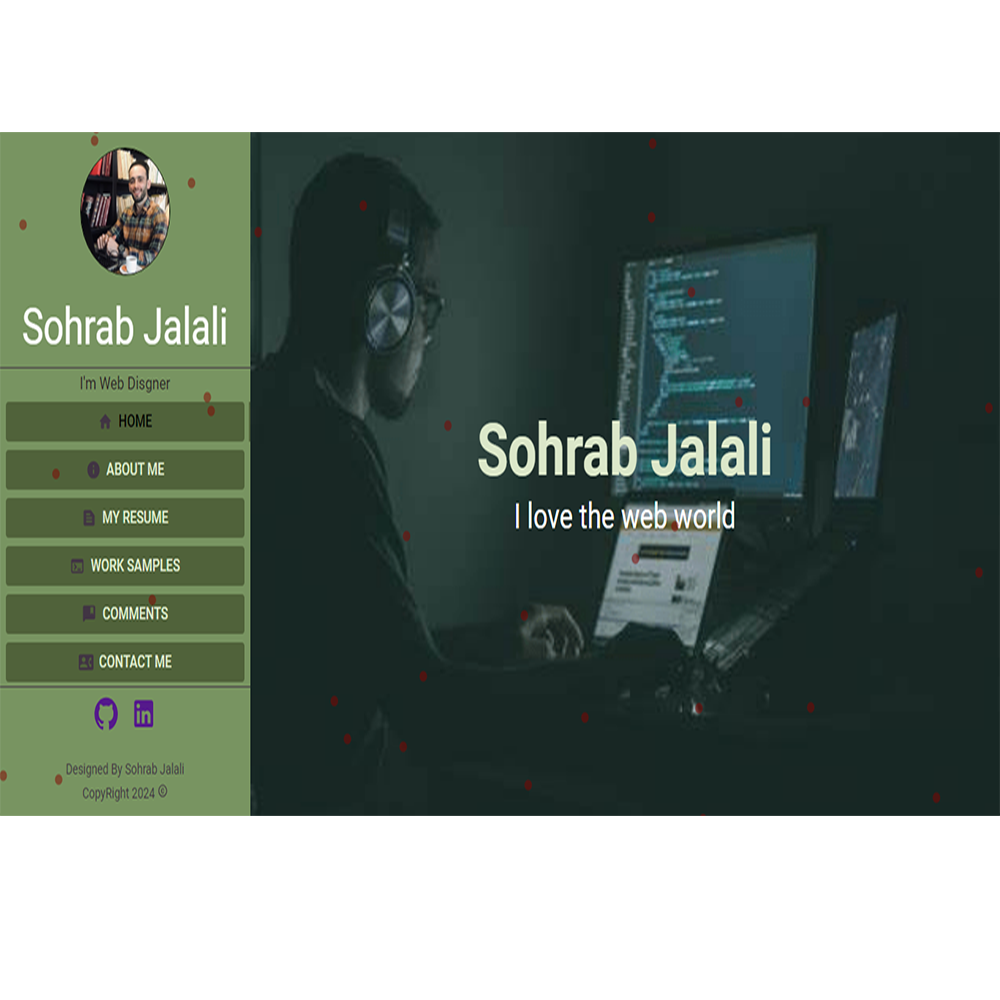 Sohrab Jalali
I'm Web Disgner
HOME
ABOUT ME
MY RESUME
WORK SAMPLES
COMMENTS
CONTACT ME
Designed By Sohrab Jalali
CopyRight 2024 ©
Sohrab Jalali
I love the web world